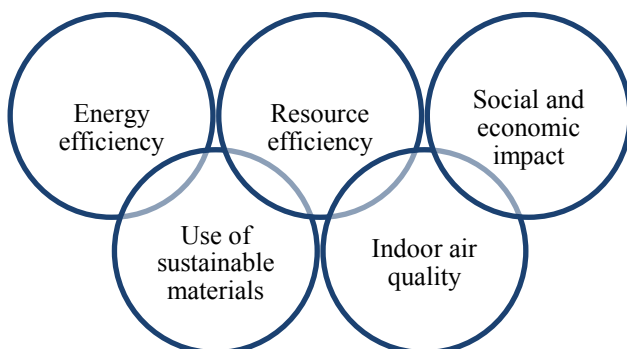 Energy
efficiency
Resource
efficiency
Social and
economic
impact
Use of
sustainable
materials
Indoor air
quality